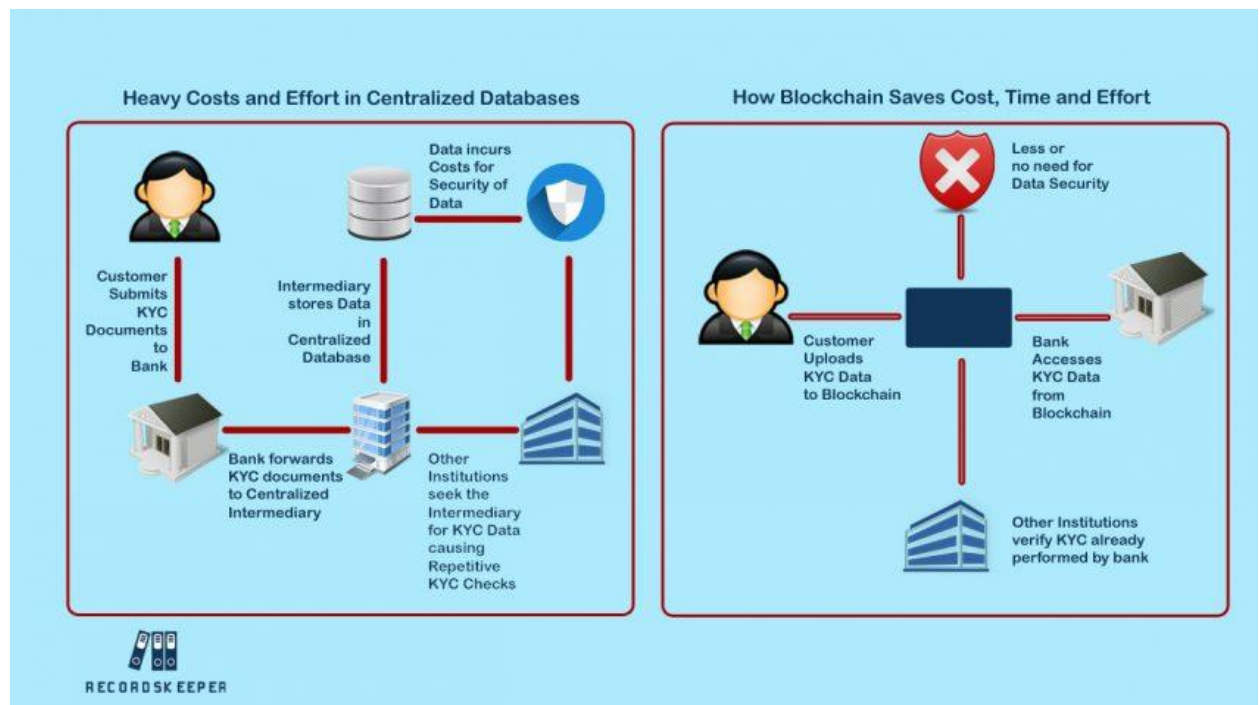 Heavy Costs and Effort in Centralized Databases
Customer
Submits
KYC
Documents
to
Bank
Data incurs
Costs for
Security of
Data
Intermediary
stores Data
in
Centralized
Database
Bank forwards
KYC documents
to Centralized
Intermediary
Other
Institutions
seek the
Intermediary
for KYC Data
causing
Repetitive
KYC Checks
How Blockchain Saves Cost, Time and Effort
Less or
no need for
Data Security
Customer
Uploads
KYC Data
to Blockchain
Bank
Accesses
KYC Data
from
Blockchain
Other Institutions
verify KYC already
performed by bank
RECORDSKEEPER